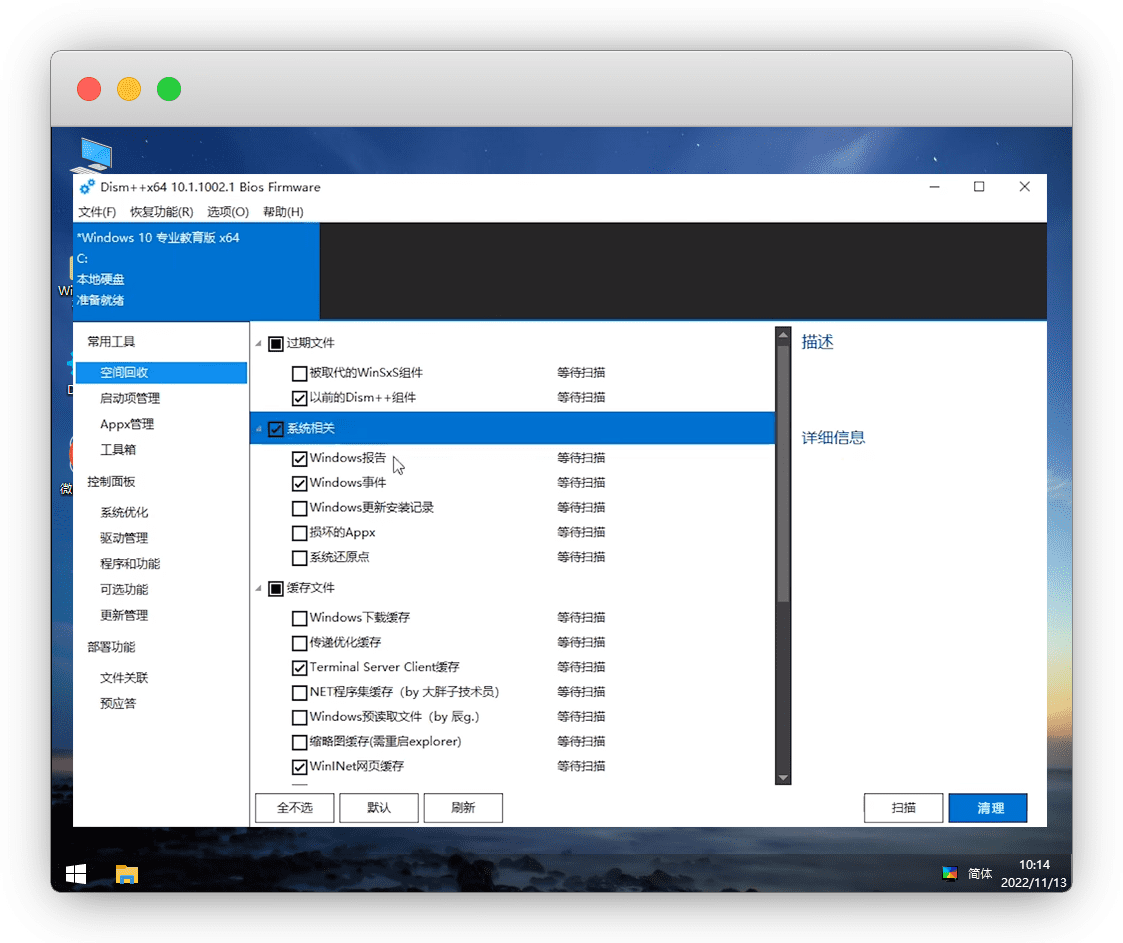 Dism++x64 10.1.1002.1 Bios Firmware
文件(F) 恢复功能(R) 选项(O) 帮助(H)
*Windows 10 专业教育版 x64
C:
本地硬盘
准备就绪
Wi
D
微
常用工具
空间回收
启动项管理
Appx管理
工具箱
控制面板
系统优化
驱动管理
程序和功能
可选功能
更新管理
部署功能
文件关联
预应答
过期文件
被取代的WinSxS组件 等待扫描
以前的Dism++组件 等待扫描
系统相关
Windows报告 等待扫描
Windows事件 等待扫描
Windows更新安装记录 等待扫描
损坏的Appx 等待扫描
系统还原点 等待扫描
缓存文件
Windows下载缓存 等待扫描
传递优化缓存 等待扫描
Terminal Server Client缓存 等待扫描
NET程序集缓存（by 大胖子技术员） 等待扫描
Windows预读取文件（by 辰g.） 等待扫描
缩略图缓存(需重启explorer) 等待扫描
WinINet网页缓存 等待扫描
描述
详细信息
全不选 默认 刷新 扫描 清理
简体
10:14
2022/11/13